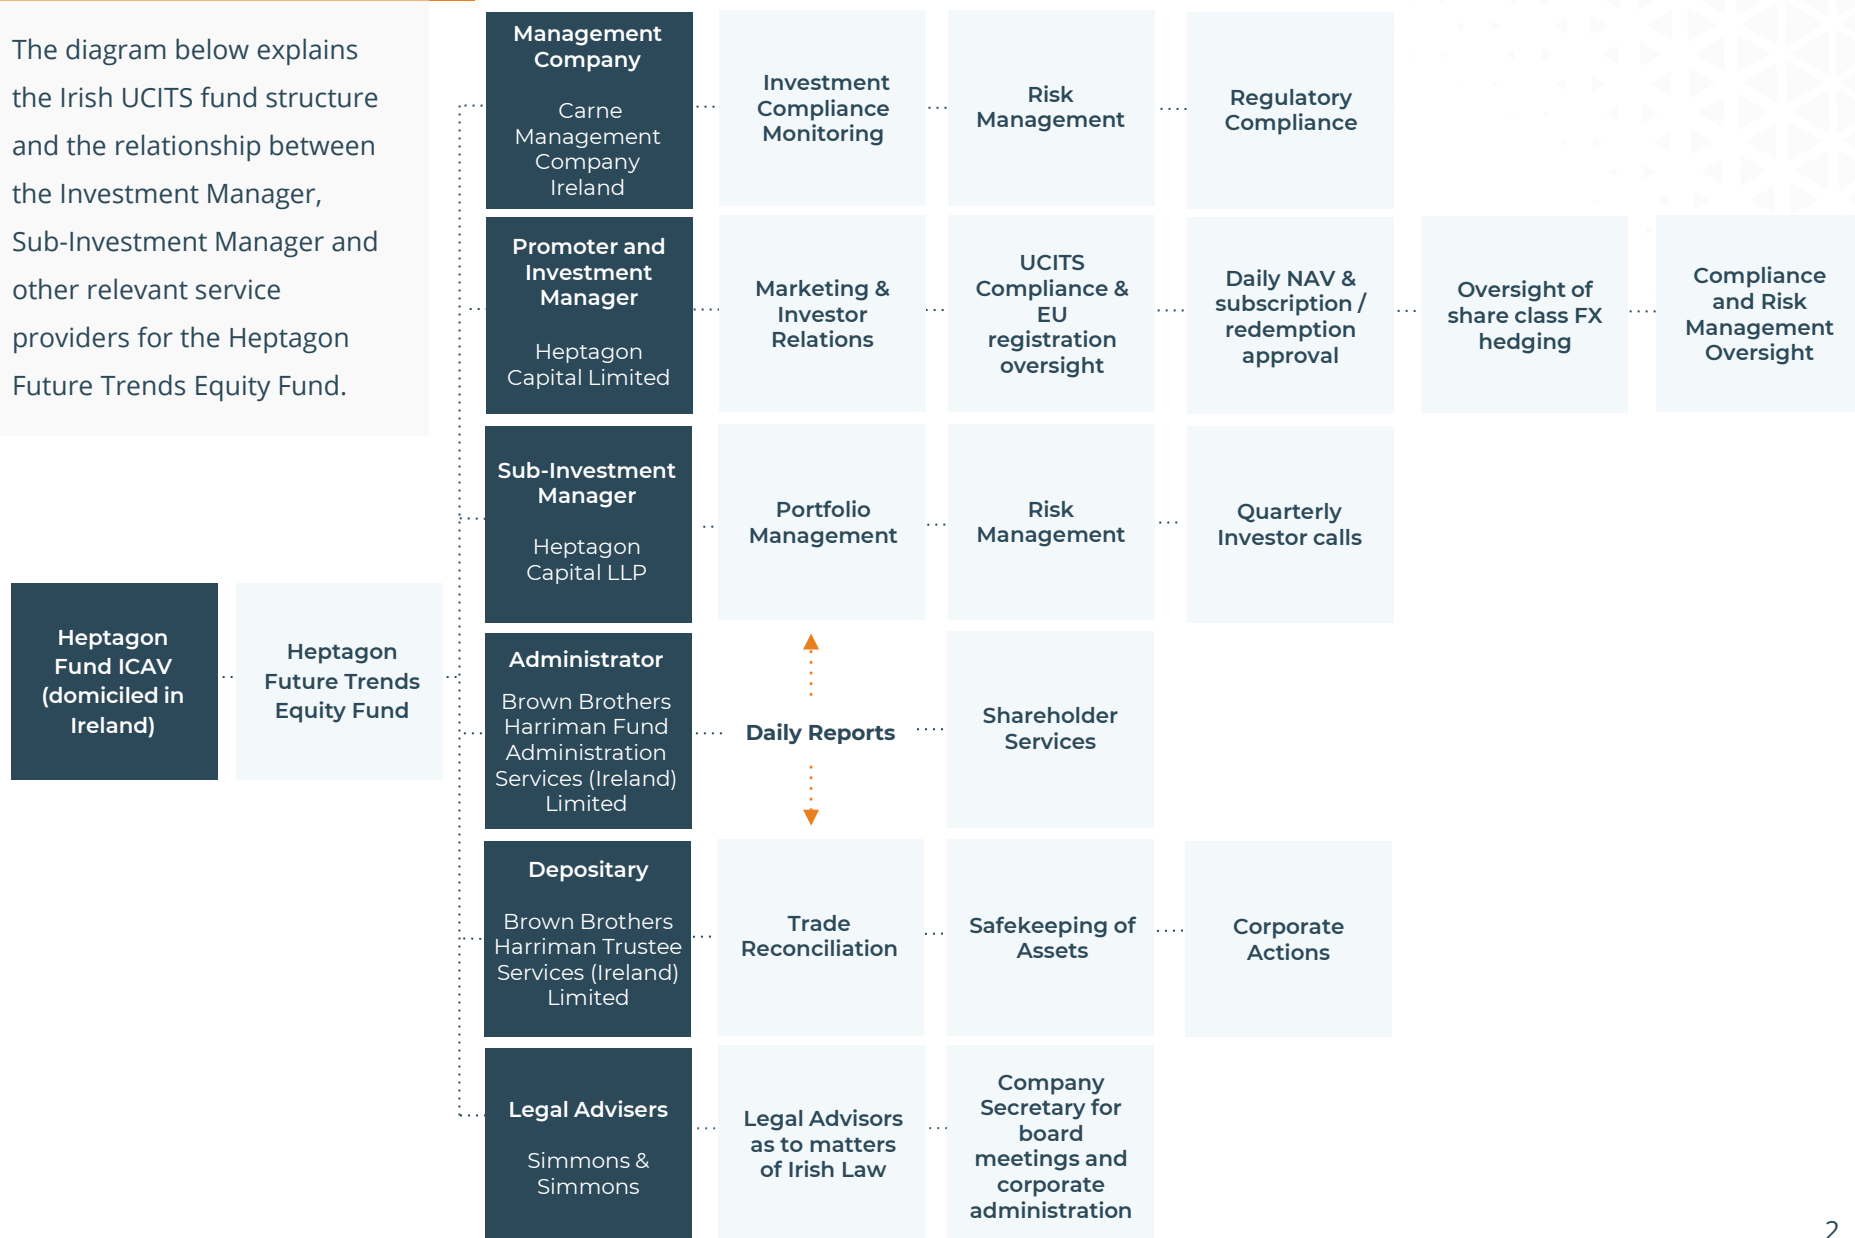 The diagram below explains
the Irish UCITS fund structure
and the relationship between
the Investment Manager,
Sub-Investment Manager and
other relevant service
providers for the Heptagon
Future Trends Equity Fund.
Heptagon
Fund ICAV
(domiciled in
Ireland)
Heptagon
Future Trends
Equity Fund
Management
Company
Carne
Management
Company
Ireland
Investment
Compliance
Monitoring
Risk
Management
Regulatory
Compliance
Promoter and
Investment
Manager
Heptagon
Capital Limited
Marketing &
Investor
Relations
UCITS
Compliance &
EU
registration
oversight
Daily NAV &
subscription /
redemption
approval
Oversight of
share class FX
hedging
Compliance
and Risk
Management
Oversight
Sub-Investment
Manager
Heptagon
Capital LLP
Portfolio
Management
Risk
Management
Quarterly
Investor calls
Administrator
Brown Brothers
Harriman Fund
Administration
Services (Ireland)
Limited
Daily Reports
Shareholder
Services
Depositary
Brown Brothers
Harriman Trustee
Services (Ireland)
Limited
Trade
Reconciliation
Safekeeping of
Assets
Corporate
Actions
Legal Advisers
Simmons &
Simmons
Legal Advisors
as to matters
of Irish Law
Company
Secretary for
board
meetings and
corporate
administration
2